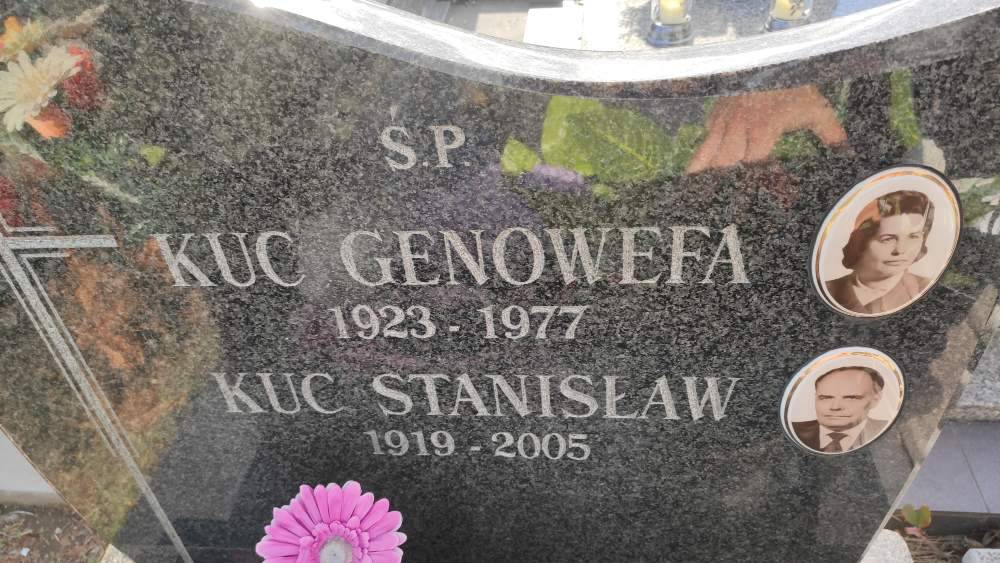 Ś.P.
KUC GENOWEFA
1923 - 1977
KUC STANISŁAW
1919 - 2005